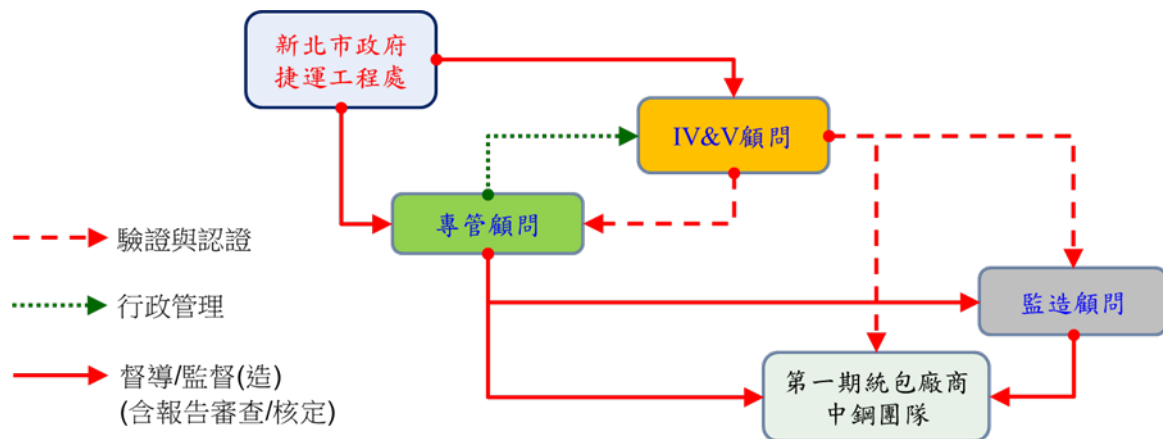 新北市政府
捷運工程處
IV&V顧問
專管顧問
驗證與認證
行政管理
監造顧問
督導/監督(造)
(含報告審查/核定)
第一期統包廠商
中鋼團隊